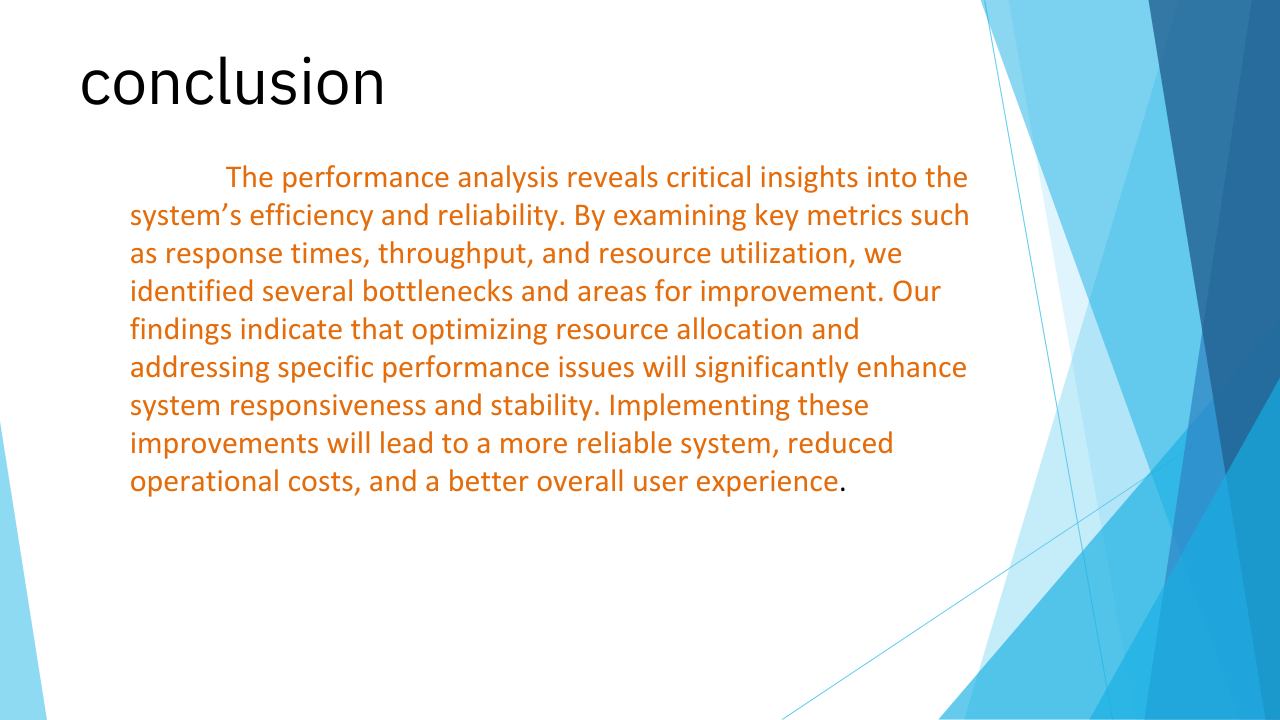 conclusion
The performance analysis reveals critical insights into the
system’s efficiency and reliability. By examining key metrics such
as response times, throughput, and resource utilization, we
identified several bottlenecks and areas for improvement. Our
findings indicate that optimizing resource allocation and
addressing specific performance issues will significantly enhance
system responsiveness and stability. Implementing these
improvements will lead to a more reliable system, reduced
operational costs, and a better overall user experience.